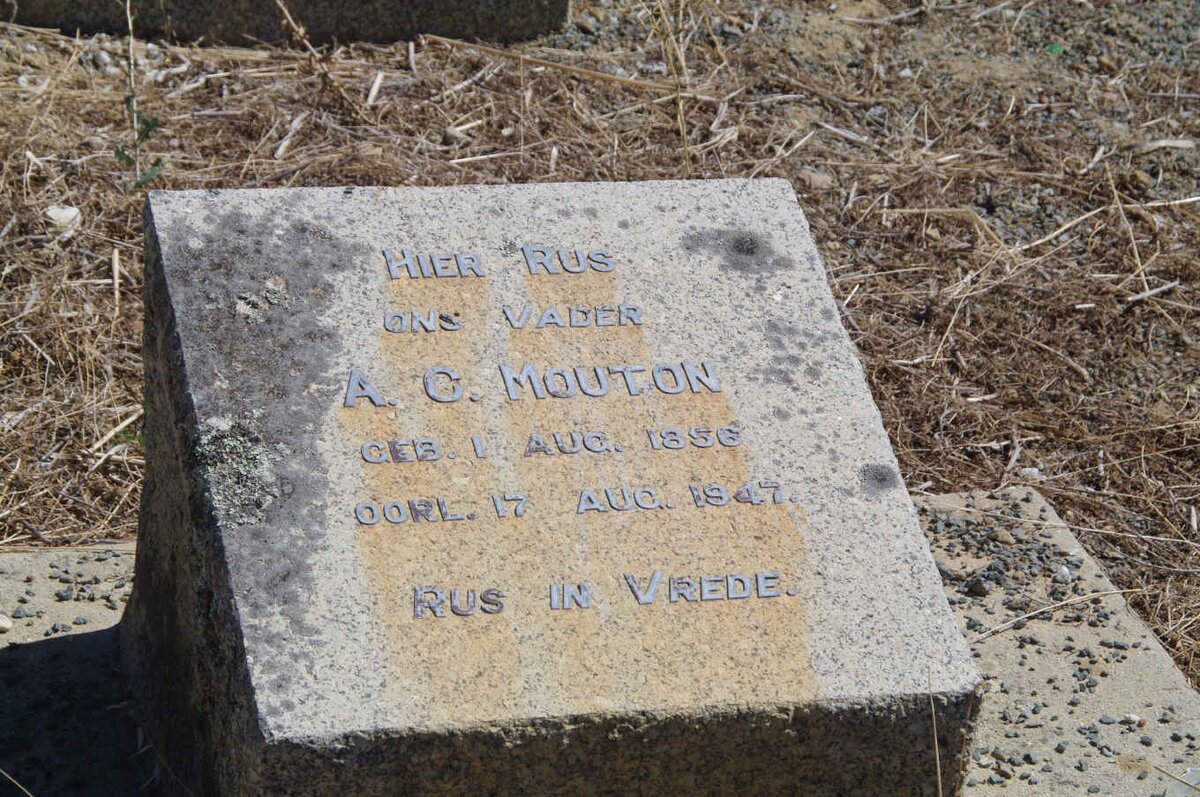 HIER RUS
ONS VADER
A. C. MOUTON
GEB. 1 AUG. 1856
OORL. 17 AUG. 1947.
RUS IN VREDE.